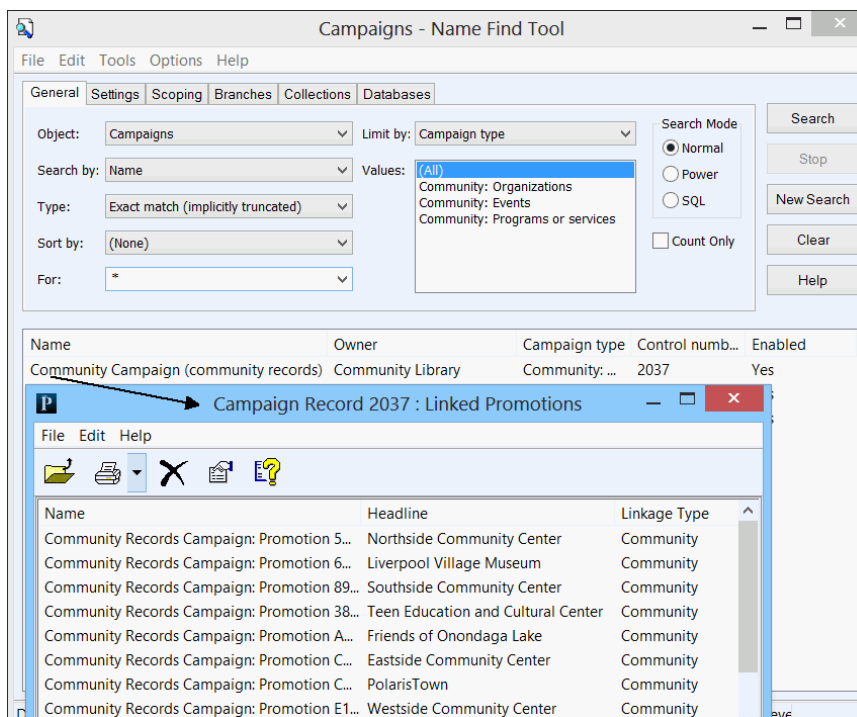 Campaigns - Name Find Tool
File Edit Tools Options Help
General Settings Scoping Branches Collections Databases
Object: Campaigns Limit by: Campaign type Search Mode Search
Normal
Search by: Name Values: (All) Power Stop
Community: Organizations
Type: Exact match (implicitly truncated) Community: Events SQL New Search
Community: Programs or services
Sort by: (None) Count Only Clear
For: * Help
Name Owner Campaign type Control numb... Enabled
Community Campaign (community records) Community Library Community: ... 2037 Yes
P Campaign Record 2037 : Linked Promotions
File Edit Help
Name Headline Linkage Type
Community Records Campaign: Promotion 5... Northside Community Center Community
Community Records Campaign: Promotion 6... Liverpool Village Museum Community
Community Records Campaign: Promotion 89... Southside Community Center Community
Community Records Campaign: Promotion 38... Teen Education and Cultural Center Community
Community Records Campaign: Promotion A... Friends of Onondaga Lake Community
Community Records Campaign: Promotion C... Eastside Community Center Community
Community Records Campaign: Promotion C... PolarisTown Community
Community Records Campaign: Promotion E1... Westside Community Center Community